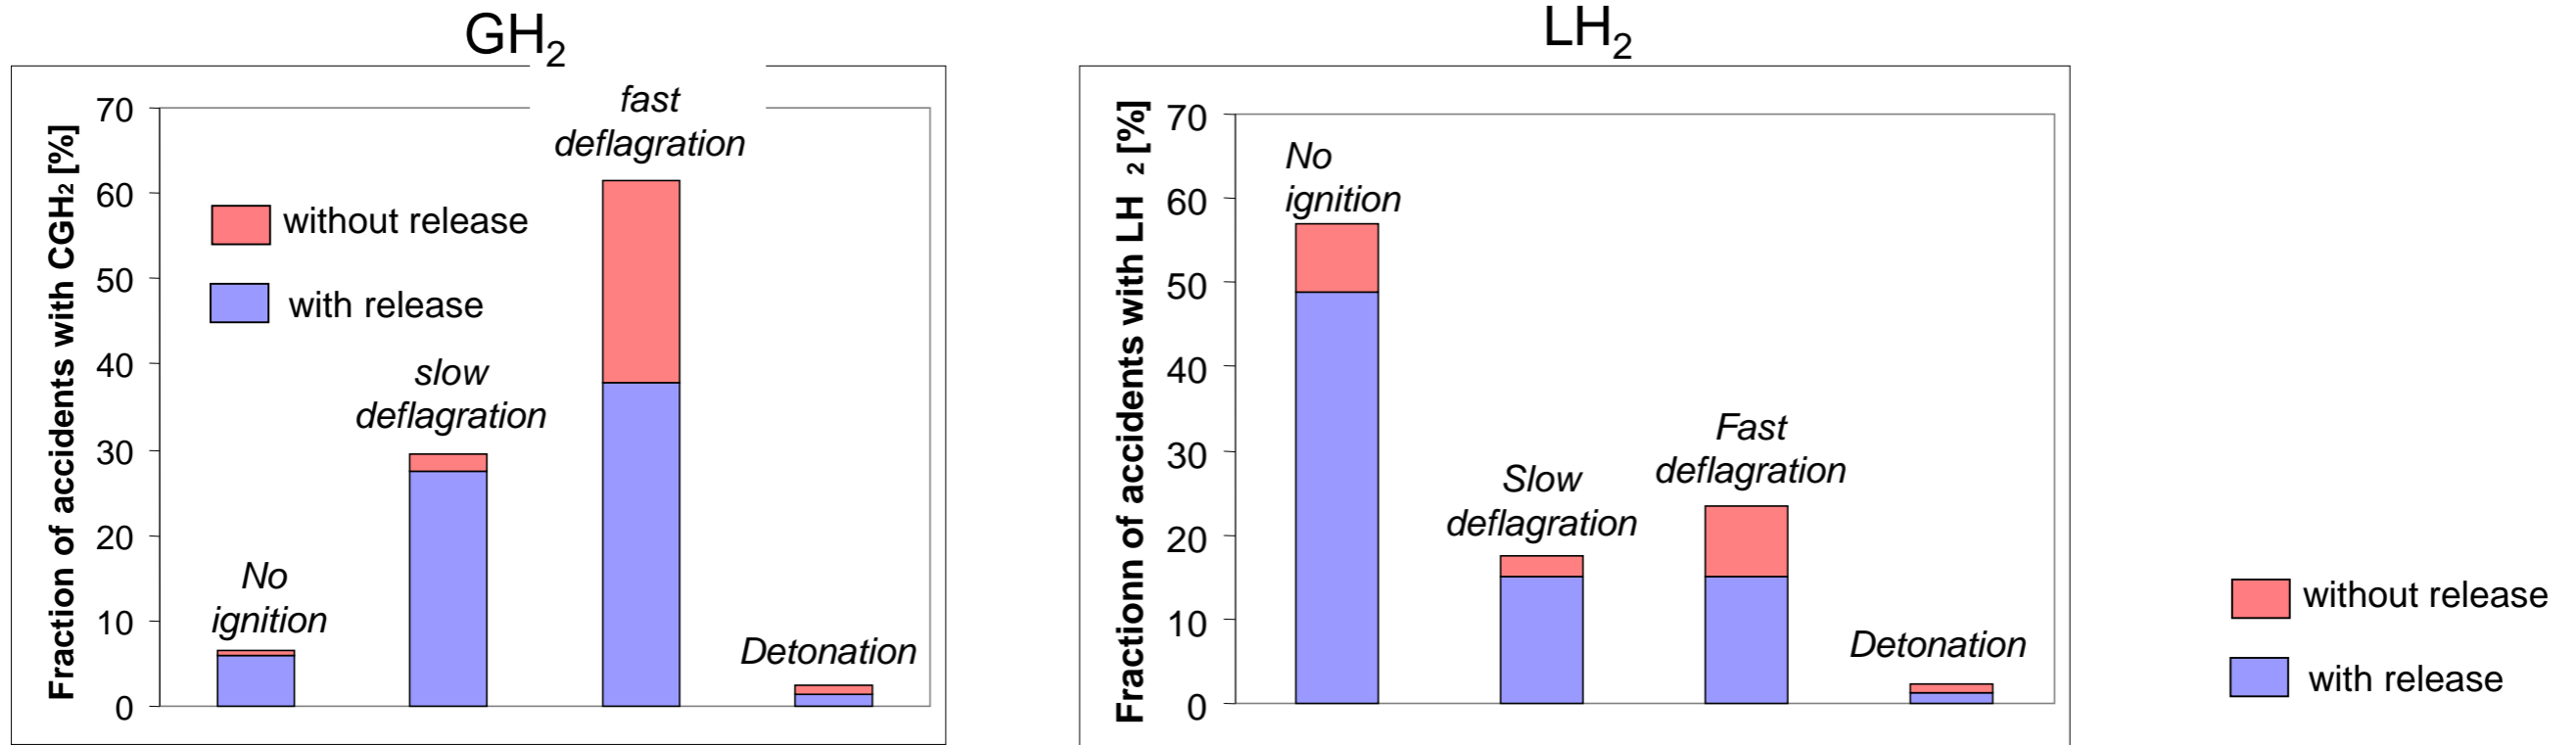 GH₂
Fraction of accidents with CGH₂ [%]
70
60
50
40
30
20
10
0
without release
with release
No
ignition
slow
deflagration
fast
deflagration
Detonation
LH₂
Fractionn of accidents with LH ₂ [%]
70
60
50
40
30
20
10
0
No
ignition
Slow
deflagration
Fast
deflagration
Detonation
without release
with release